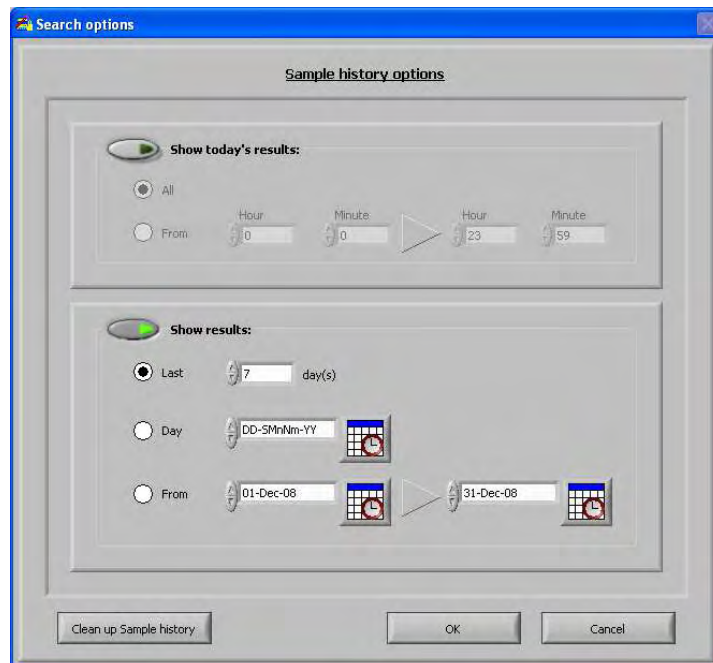 Search options
Sample history options
Show today's results:
All
Hour Minute Hour Minute
From 0 0 23 59
Show results:
Last 7 day(s)
Day DD-SMnNm-YY
From 01-Dec-08 31-Dec-08
Clean up Sample history OK Cancel